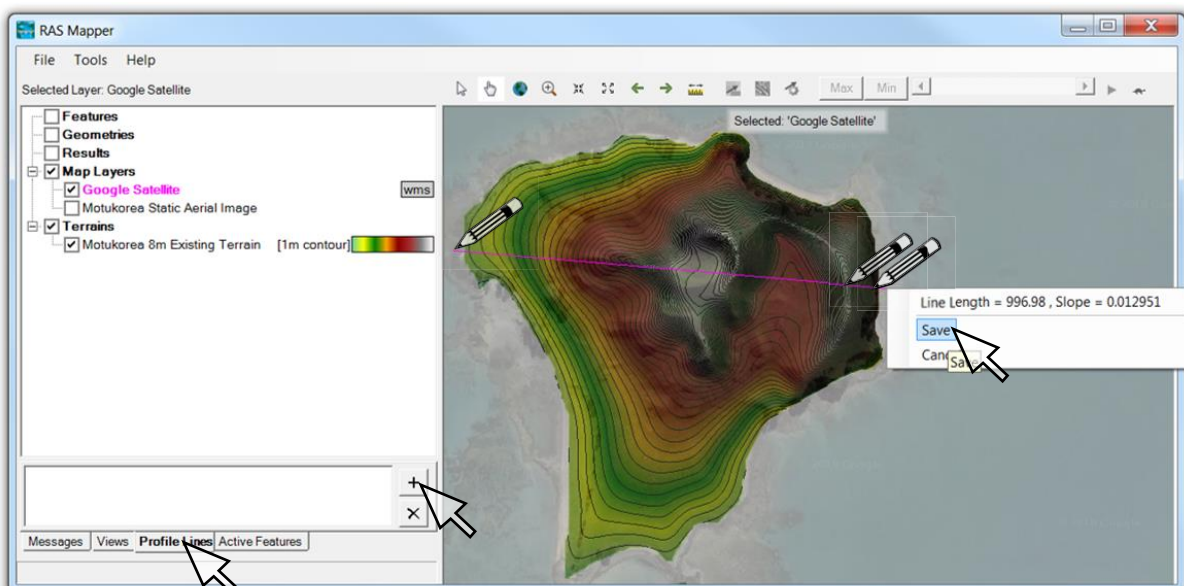 RAS Mapper
File Tools Help
Selected Layer: Google Satellite
Max Min
Selected: 'Google Satellite'
Features
Geometries
Results
Map Layers
Google Satellite wms
Motukorea Static Aerial Image
Terrains
Motukorea 8m Existing Terrain [1m contour]
Line Length = 996.98 , Slope = 0.012951
Save
Save
Messages Views Profile Lines Active Features